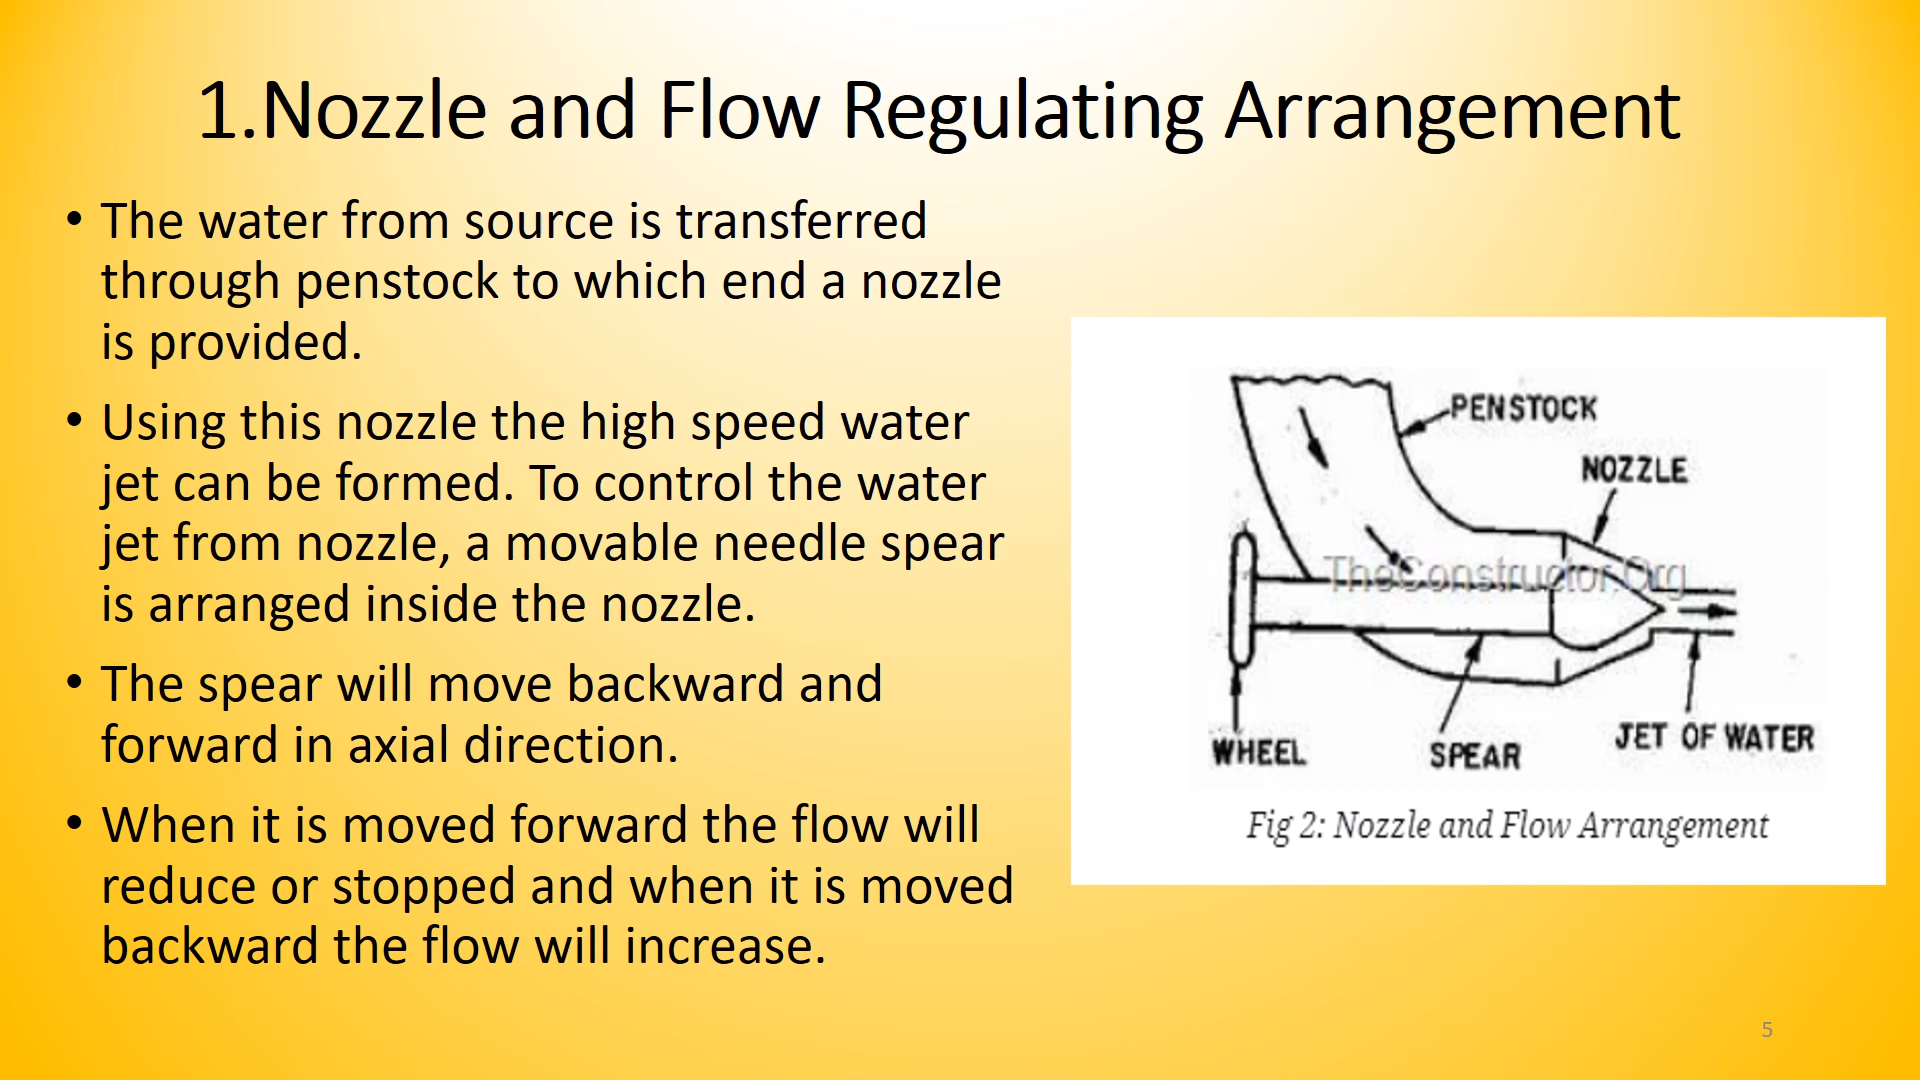 1.Nozzle and Flow Regulating Arrangement
• The water from source is transferred
through penstock to which end a nozzle
is provided.
• Using this nozzle the high speed water
jet can be formed. To control the water
jet from nozzle, a movable needle spear
is arranged inside the nozzle.
• The spear will move backward and
forward in axial direction.
• When it is moved forward the flow will
reduce or stopped and when it is moved
backward the flow will increase.
PENSTOCK
NOZZLE
TheConstructor.Org
WHEEL
SPEAR
JET OF WATER
Fig 2: Nozzle and Flow Arrangement
5